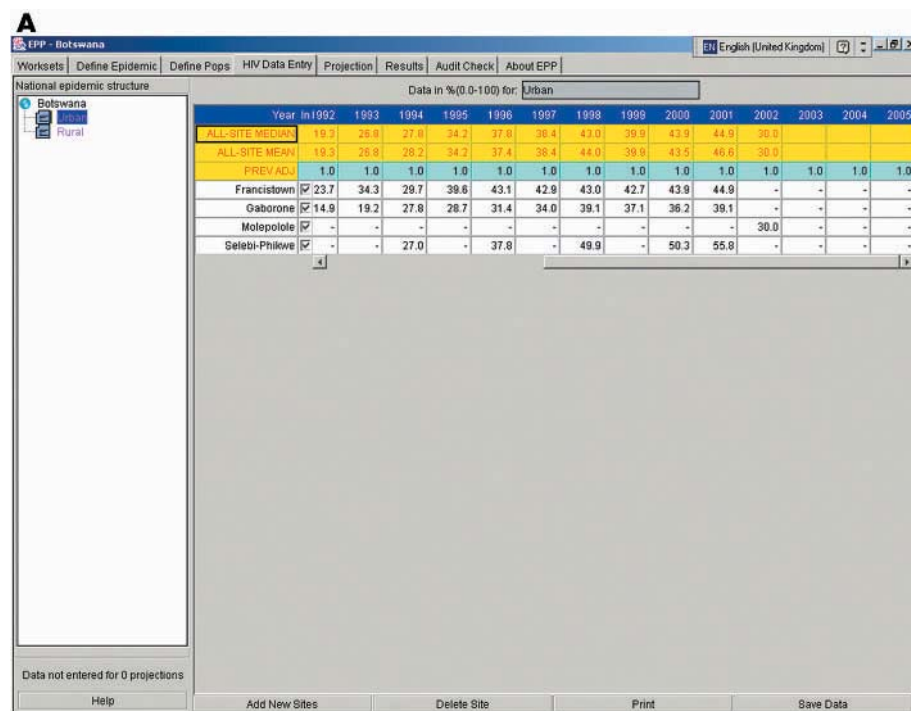 A
EPP - Botswana
EN English (United Kingdom)
Worksets Define Epidemic Define Pops HIV Data Entry Projection Results Audit Check About EPP
National epidemic structure
Botswana
Urban
Rural
Data in %(0.0-100) for: Urban
Year In 1992 1993 1994 1995 1996 1997 1998 1999 2000 2001 2002 2003 2004 2005
ALL-SITE MEDIAN 19.3 26.8 27.8 34.2 37.8 38.4 43.0 39.9 43.9 44.9 30.0
ALL-SITE MEAN 19.3 26.8 28.2 34.2 37.4 38.4 44.0 39.9 43.5 46.6 30.0
PREV ADJ 1.0 1.0 1.0 1.0 1.0 1.0 1.0 1.0 1.0 1.0 1.0 1.0 1.0 1.0
Francistown 23.7 34.3 29.7 39.6 43.1 42.9 43.0 42.7 43.9 44.9 - - - -
Gaborone 14.9 19.2 27.8 28.7 31.4 34.0 39.1 37.1 36.2 39.1 - - - -
Molepolole - - - - - - - - - - 30.0 - - -
Selebi-Phikwe - - 27.0 - 37.8 - 49.9 - 50.3 55.8 - - - -
Data not entered for 0 projections
Help
Add New Sites Delete Site Print Save Data